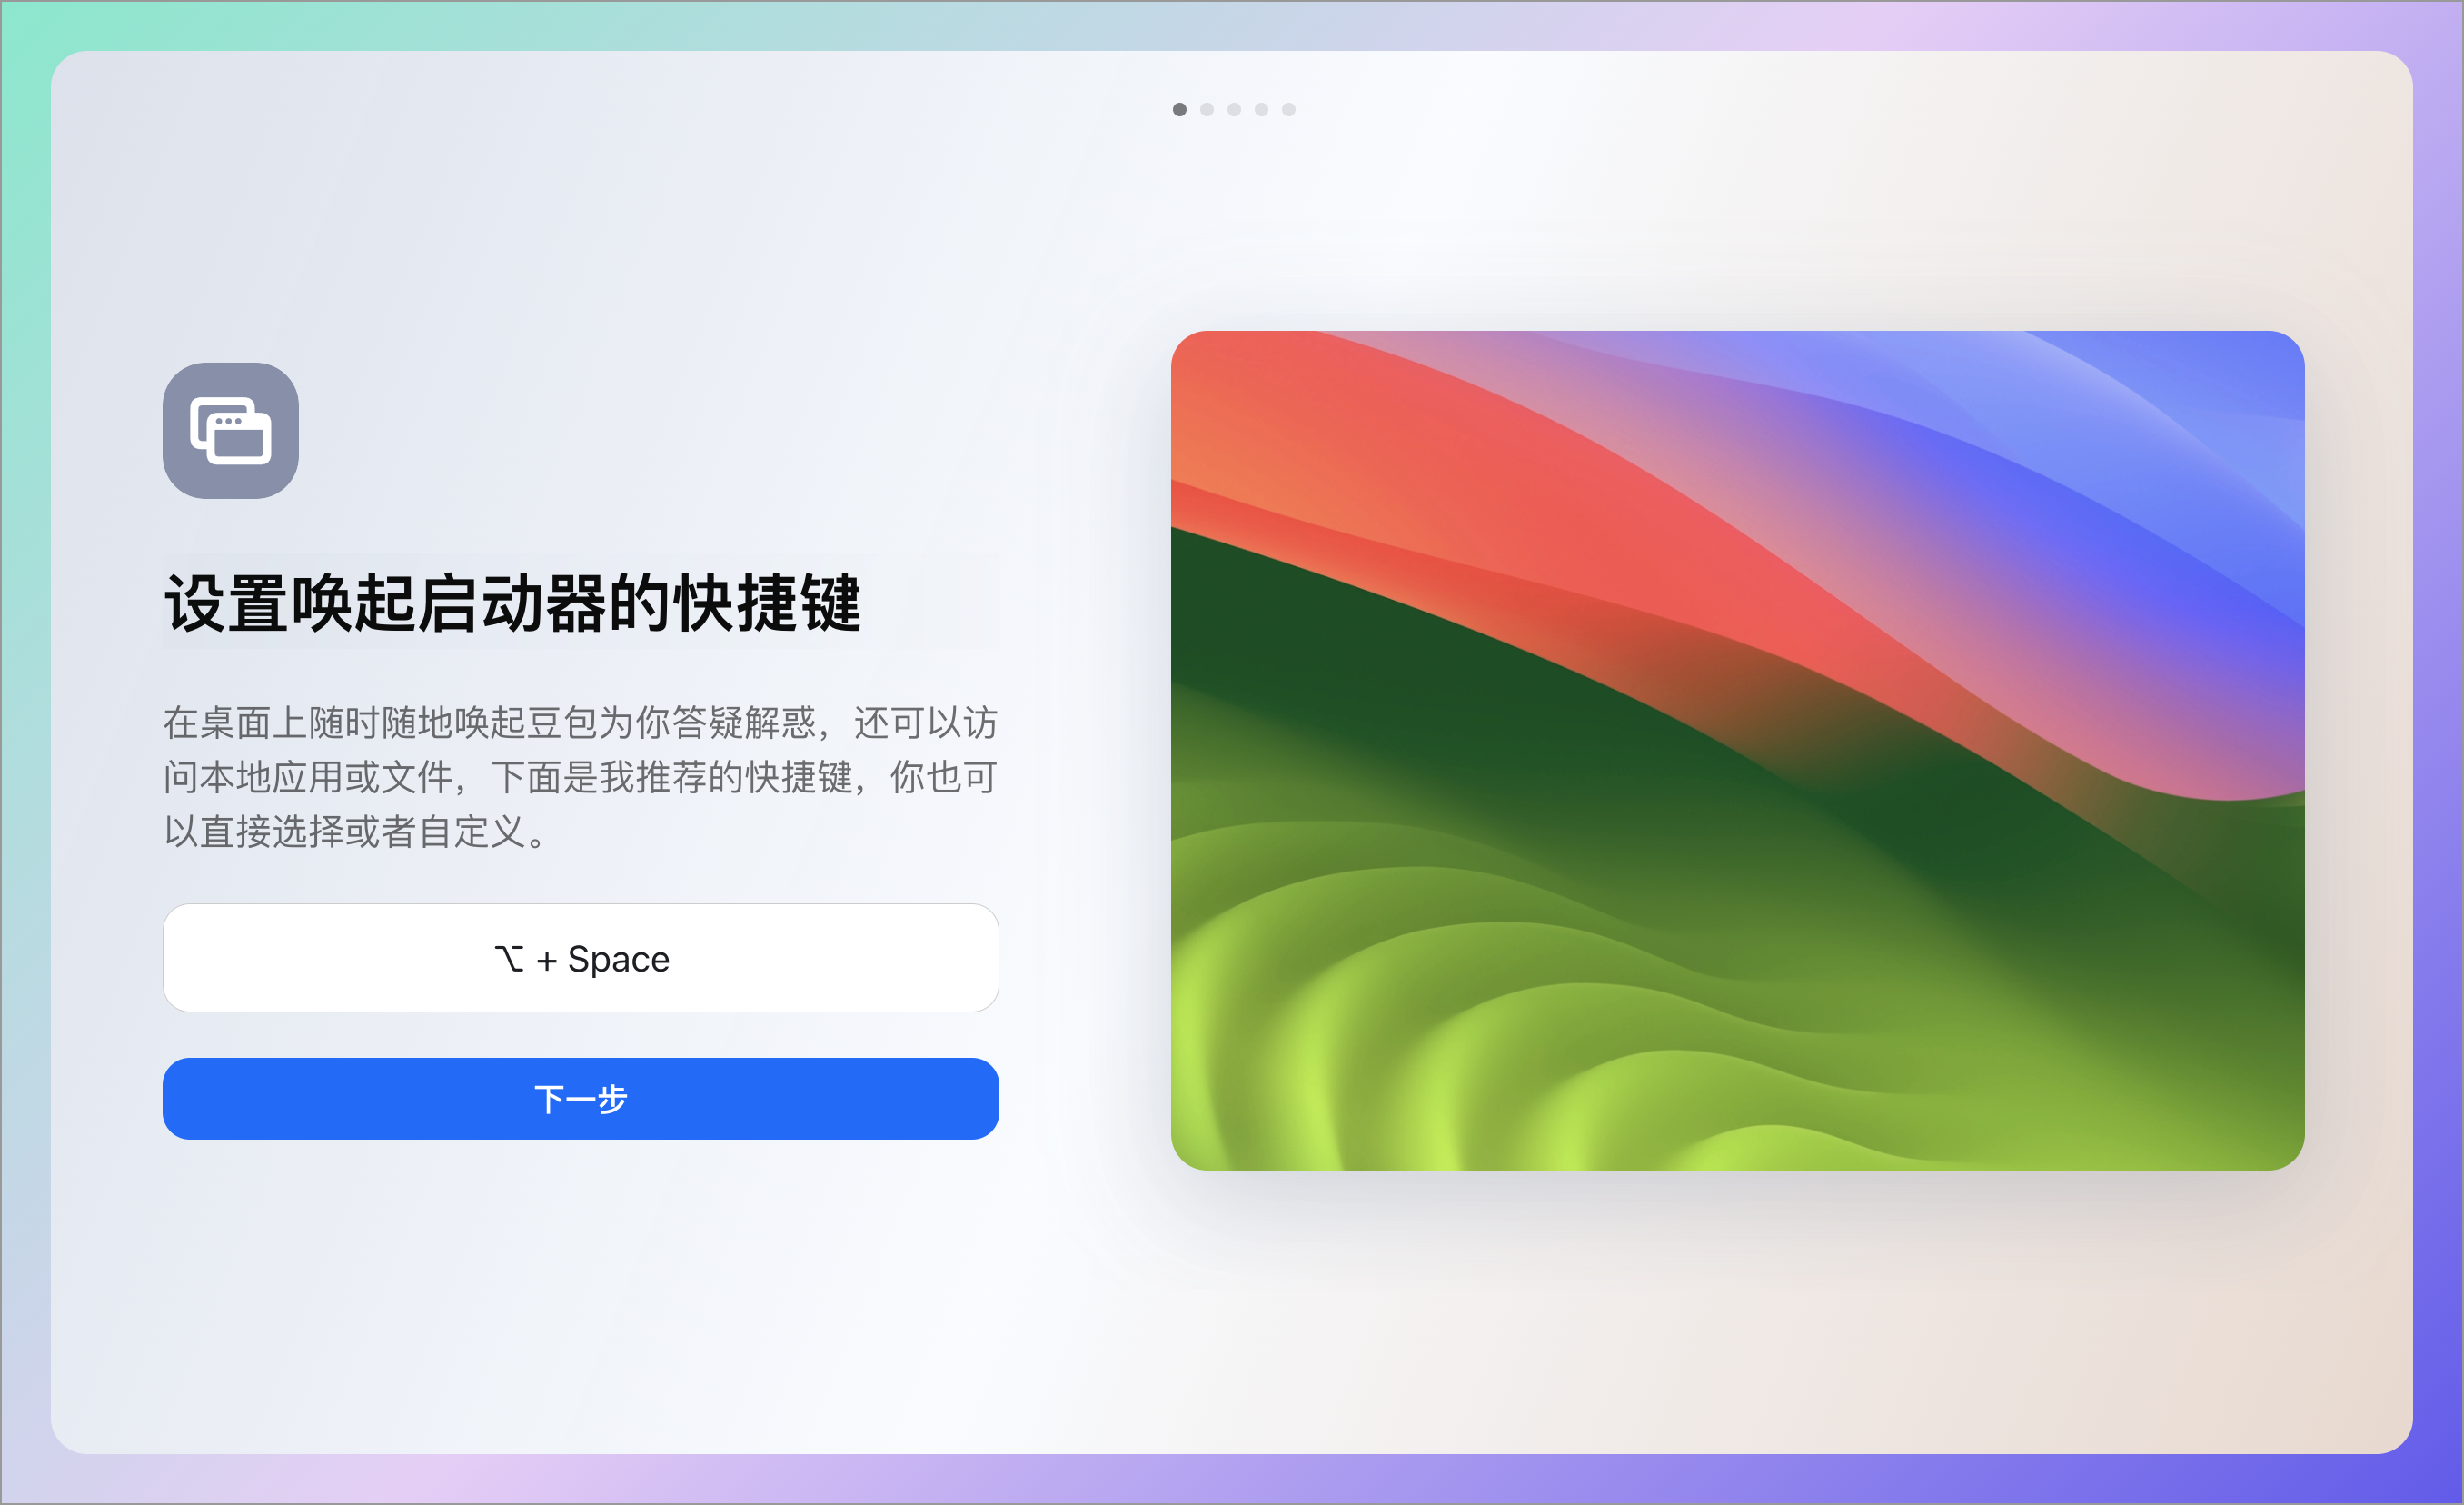 设置唤起启动器的快捷键
在桌面上随时随地唤起豆包为你答疑解惑，还可以访
问本地应用或文件，下面是我推荐的快捷键，你也可
以直接选择或者自定义。
⌥ + Space
下一步